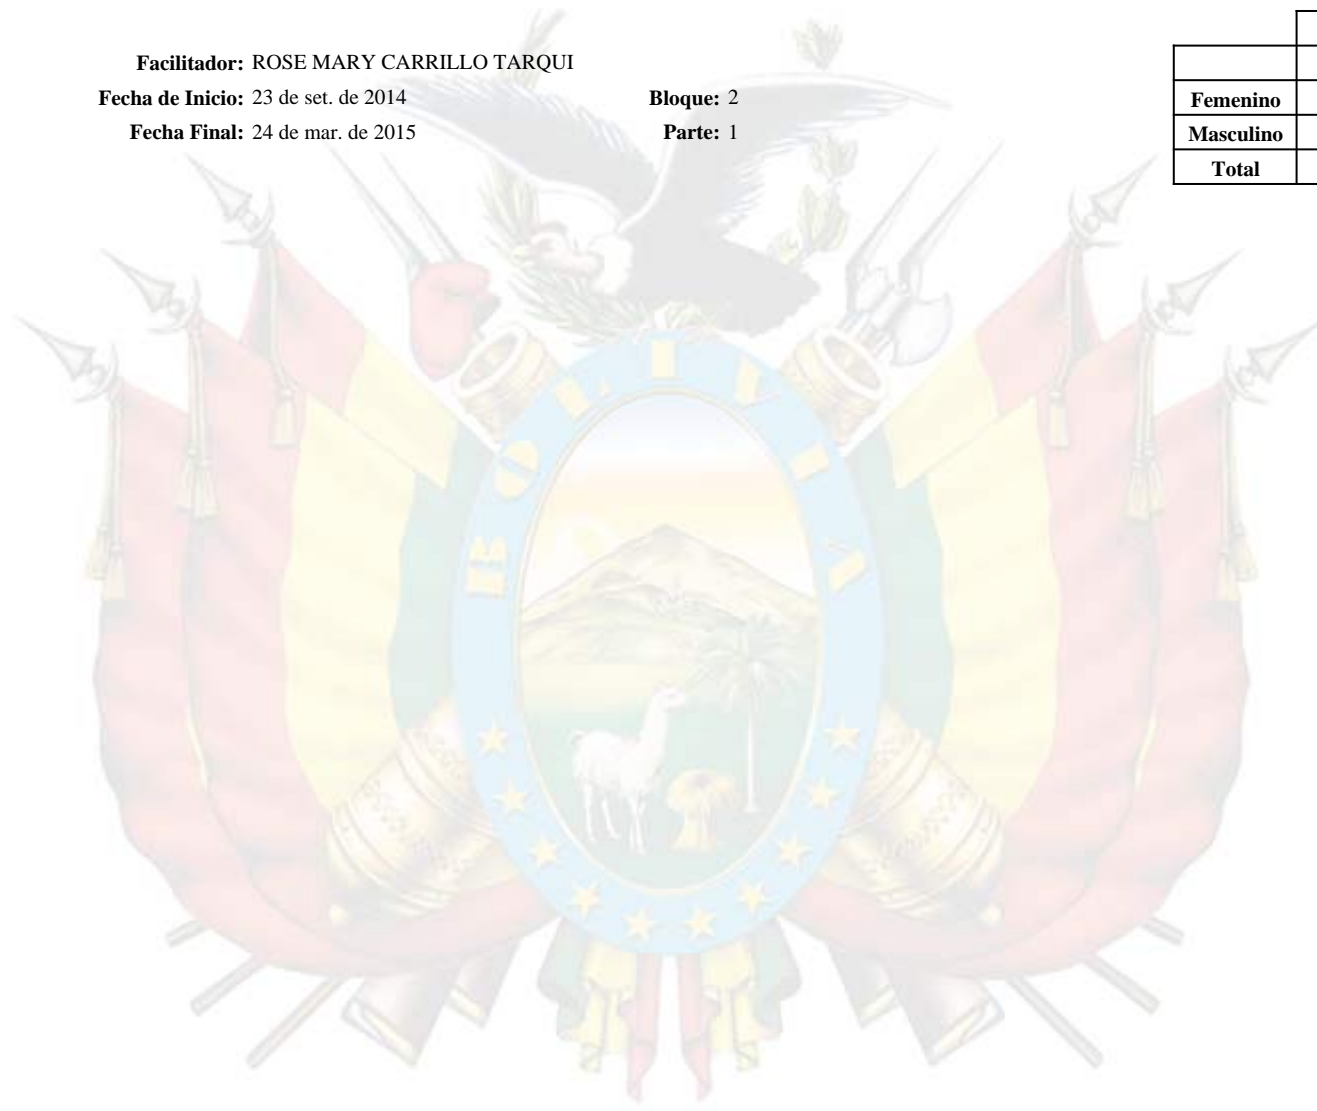 Facilitador: ROSE MARY CARRILLO TARQUI
Fecha de Inicio: 23 de set. de 2014 Bloque: 2
Fecha Final: 24 de mar. de 2015 Parte: 1
Femenino
Masculino
Total
BOLIVIA